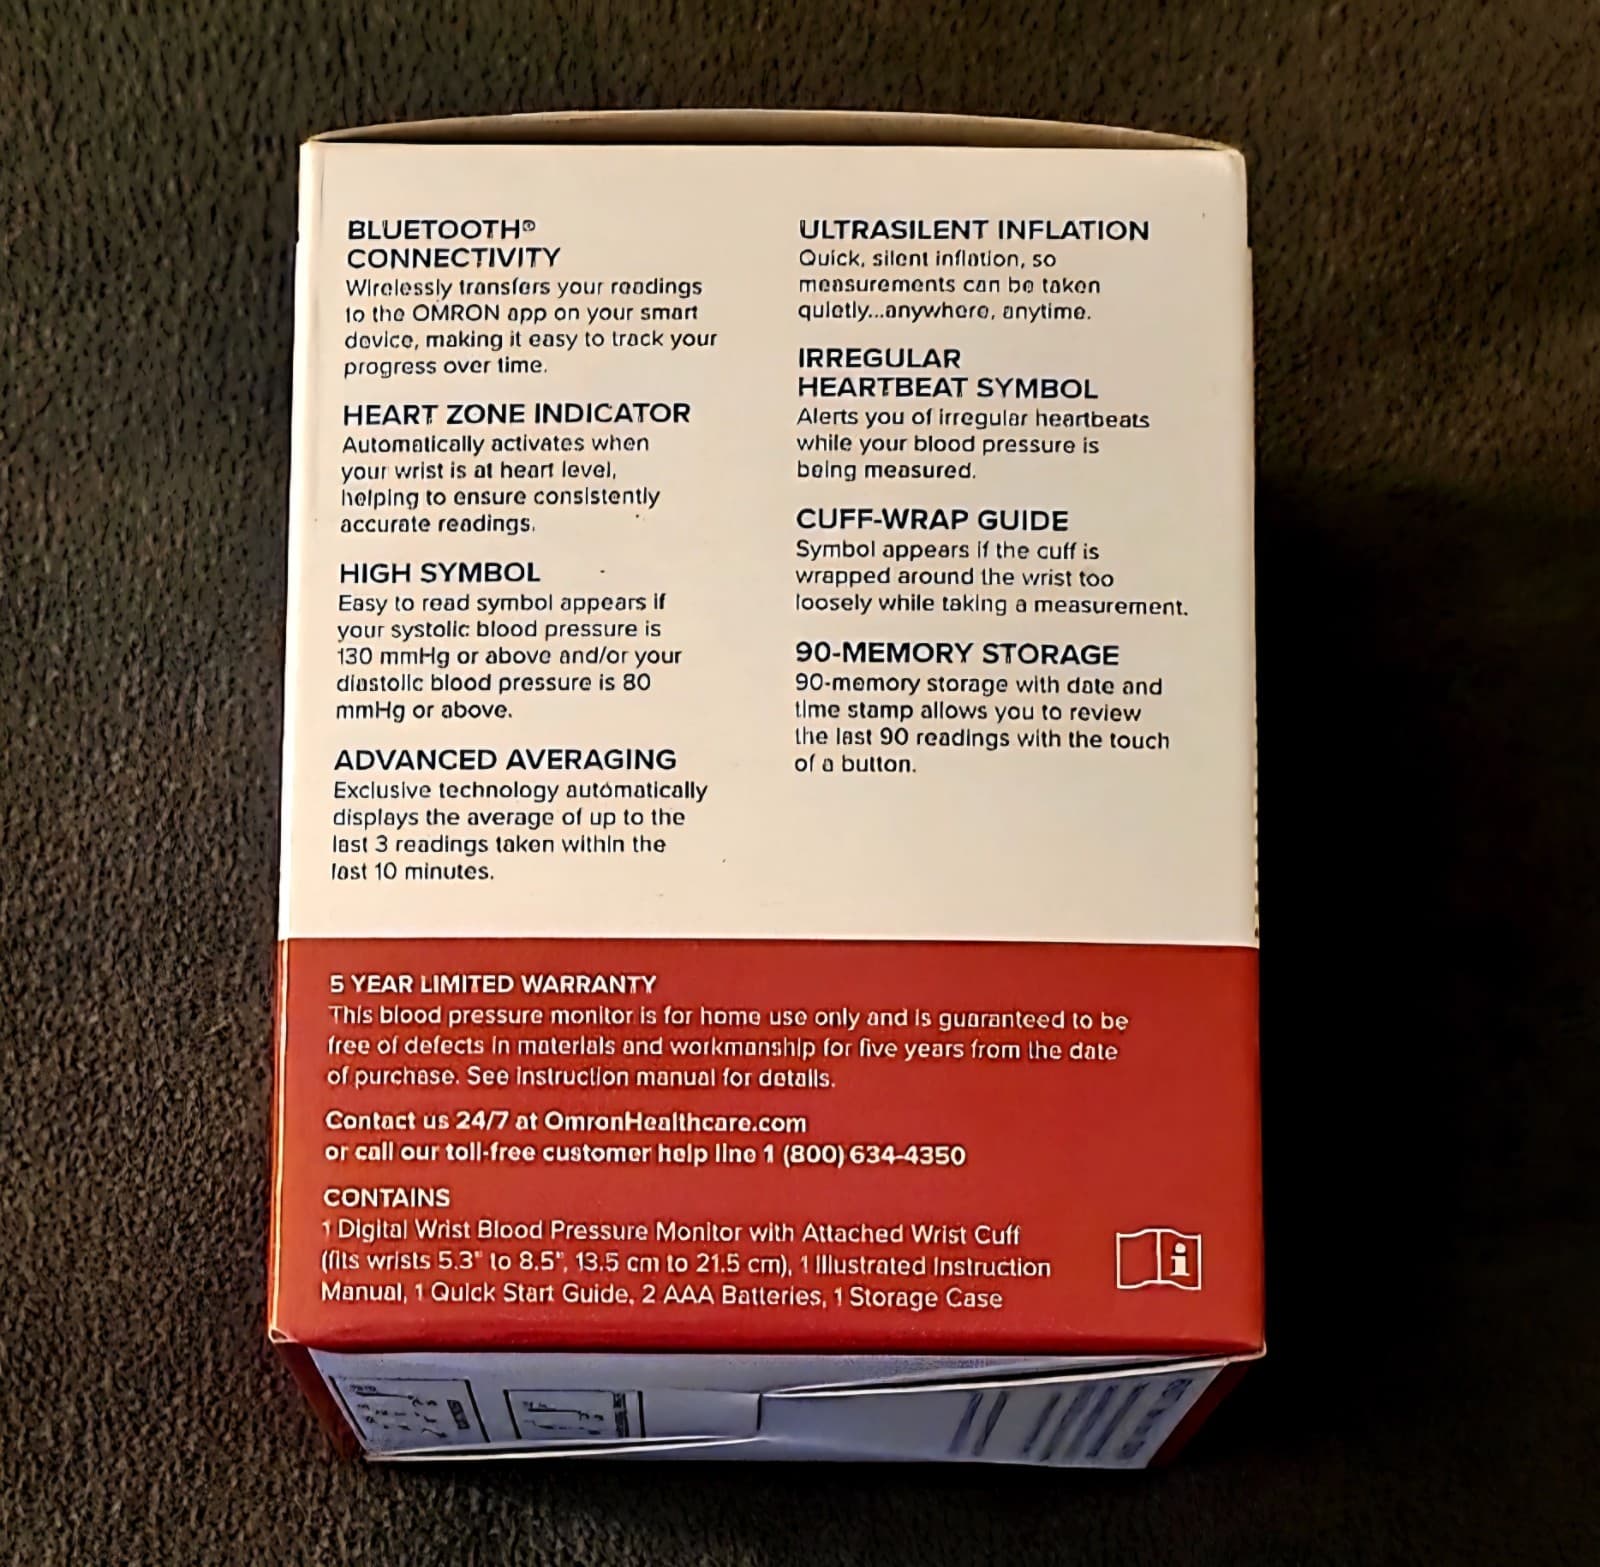 BLUETOOTH®
CONNECTIVITY
Wirelessly transfers your readings
to the OMRON app on your smart
device, making it easy to track your
progress over time.
HEART ZONE INDICATOR
Automatically activates when
your wrist is at heart level,
helping to ensure consistently
accurate readings.
HIGH SYMBOL
Easy to read symbol appears if
your systolic blood pressure is
130 mmHg or above and/or your
diastolic blood pressure is 80
mmHg or above.
ADVANCED AVERAGING
Exclusive technology automatically
displays the average of up to the
last 3 readings taken within the
last 10 minutes.
ULTRASILENT INFLATION
Quick, silent inflation, so
measurements can be taken
quietly...anywhere, anytime.
IRREGULAR
HEARTBEAT SYMBOL
Alerts you of irregular heartbeats
while your blood pressure is
being measured.
CUFF-WRAP GUIDE
Symbol appears if the cuff is
wrapped around the wrist too
loosely while taking a measurement.
90-MEMORY STORAGE
90-memory storage with date and
time stamp allows you to review
the last 90 readings with the touch
of a button.
5 YEAR LIMITED WARRANTY
This blood pressure monitor is for home use only and is guaranteed to be
free of defects in materials and workmanship for five years from the date
of purchase. See instruction manual for details.
Contact us 24/7 at OmronHealthcare.com
or call our toll-free customer help line 1 (800) 634-4350
CONTAINS
1 Digital Wrist Blood Pressure Monitor with Attached Wrist Cuff
(fits wrists 5.3" to 8.5", 13.5 cm to 21.5 cm), 1 Illustrated Instruction
Manual, 1 Quick Start Guide, 2 AAA Batteries, 1 Storage Case